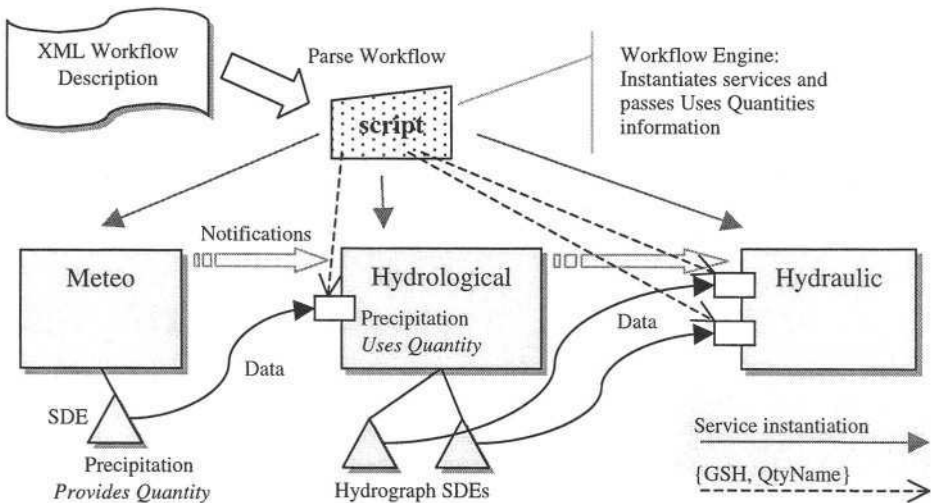 XML Workflow
Description
Parse Workflow
Workflow Engine:
Instantiates services and
passes Uses Quantities
information
script
Notifications
Meteo
Hydrological
Hydraulic
Precipitation
Uses Quantity
Data
Data
SDE
Precipitation
Provides Quantity
Hydrograph SDEs
Service instantiation
{GSH, QtyName}